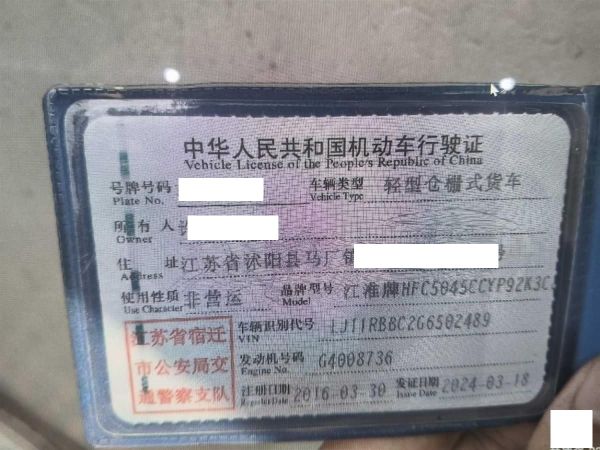 中华人民共和国机动车行驶证
Vehicle License of the People's Republic of China
号牌号码 车辆类型 轻型仓栅式货车
Plate No. Vehicle Type
所有人
Owner
住址 江苏省沭阳县马厂镇 号
Address
使用性质 非营运 品牌型号 江淮牌HFC5045CCYP92K3C
Use Character Model
江苏省宿迁
市公安局交
通警察支队
车辆识别代号 LJ11RBBC2G6502489
VIN
发动机号码 G4008736
Engine No.
注册日期 2016-03-30 发证日期 2024-03-18
Register Date Issue Date